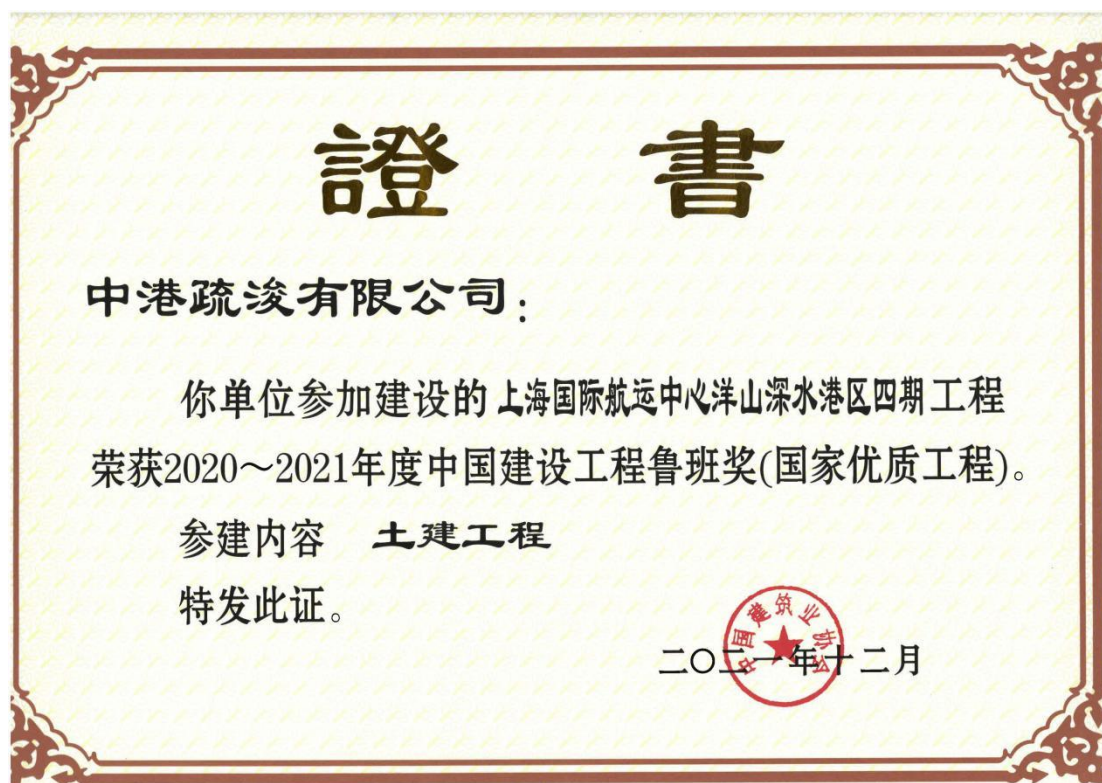 證 書
中港疏浚有限公司:
你单位参加建设的上海国际航运中心洋山深水港区四期工程
荣获2020～2021年度中国建设工程鲁班奖(国家优质工程)。
参建内容 土建工程
特发此证。
中国建筑业协会
二〇二一年十二月